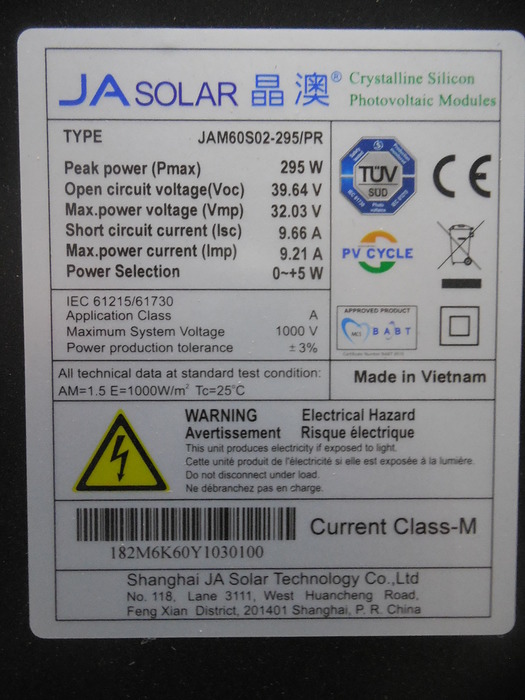 JA SOLAR 晶澳® Crystalline Silicon
Photovoltaic Modules
TYPE JAM60S02-295/PR
Peak power (Pmax) 295 W
Open circuit voltage(Voc) 39.64 V
Max.power voltage (Vmp) 32.03 V
Short circuit current (Isc) 9.66 A
Max.power current (Imp) 9.21 A
Power Selection 0~+5 W
TÜV
SÜD
CE
PV CYCLE
IEC 61215/61730
Application Class A
Maximum System Voltage 1000 V
Power production tolerance ±3%
APPROVED PRODUCT
MCS BABT
All technical data at standard test condition:
AM=1.5 E=1000W/m² Tc=25°C
Made in Vietnam
WARNING Electrical Hazard
Avertissement Risque électrique
This unit produces electricity if exposed to light.
Cette unité produit de l'électricité si elle est exposée à la lumière.
Do not disconnect under load.
Ne débranchez pas en charge.
182M6K60Y1030100
Current Class-M
Shanghai JA Solar Technology Co.,Ltd
No. 118, Lane 3111, West Huancheng Road,
Feng Xian District, 201401 Shanghai, P. R. China